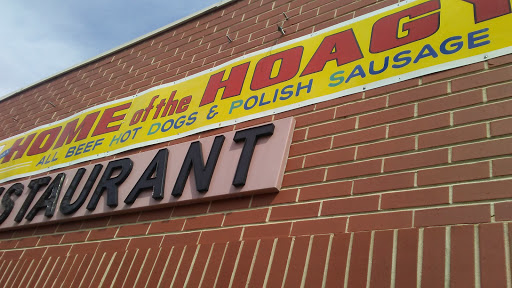 HOME of the HOAGY
ALL BEEF HOT DOGS & POLISH SAUSAGE
STAURANT